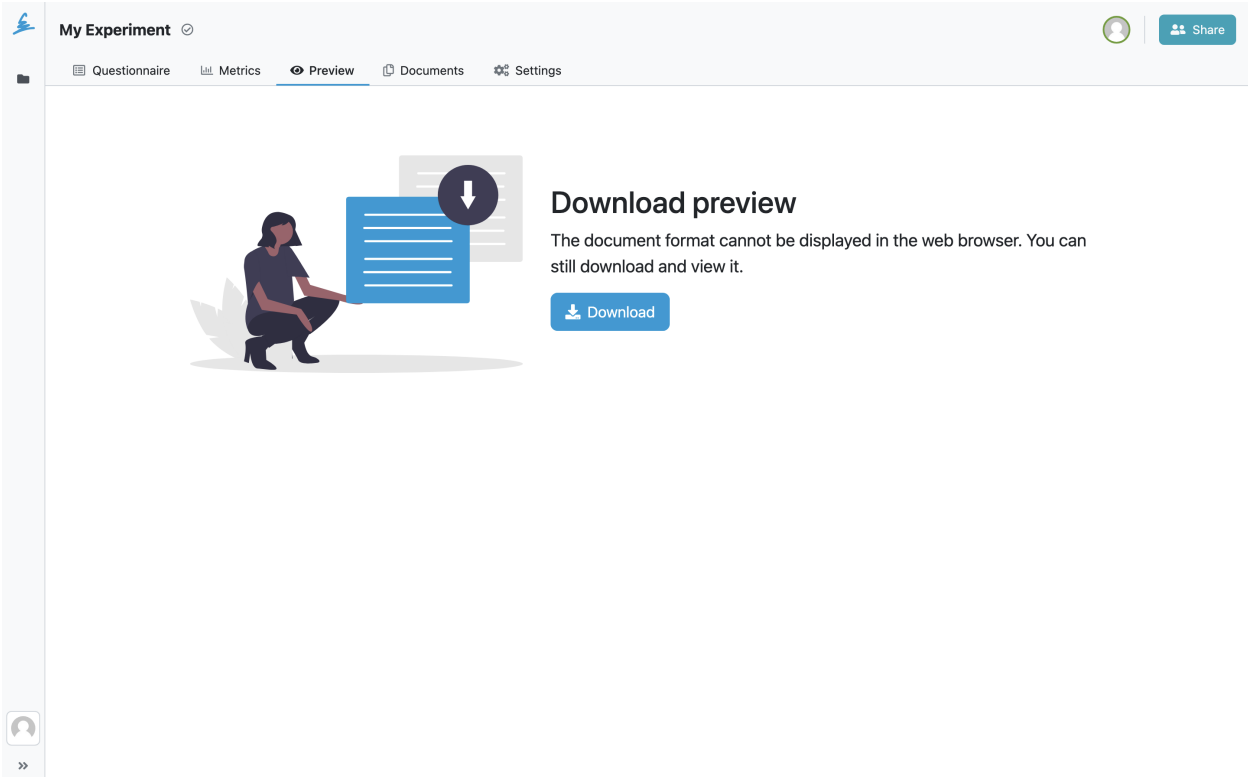 My Experiment
Share
Questionnaire
Metrics
Preview
Documents
Settings
Download preview
The document format cannot be displayed in the web browser. You can
still download and view it.
Download